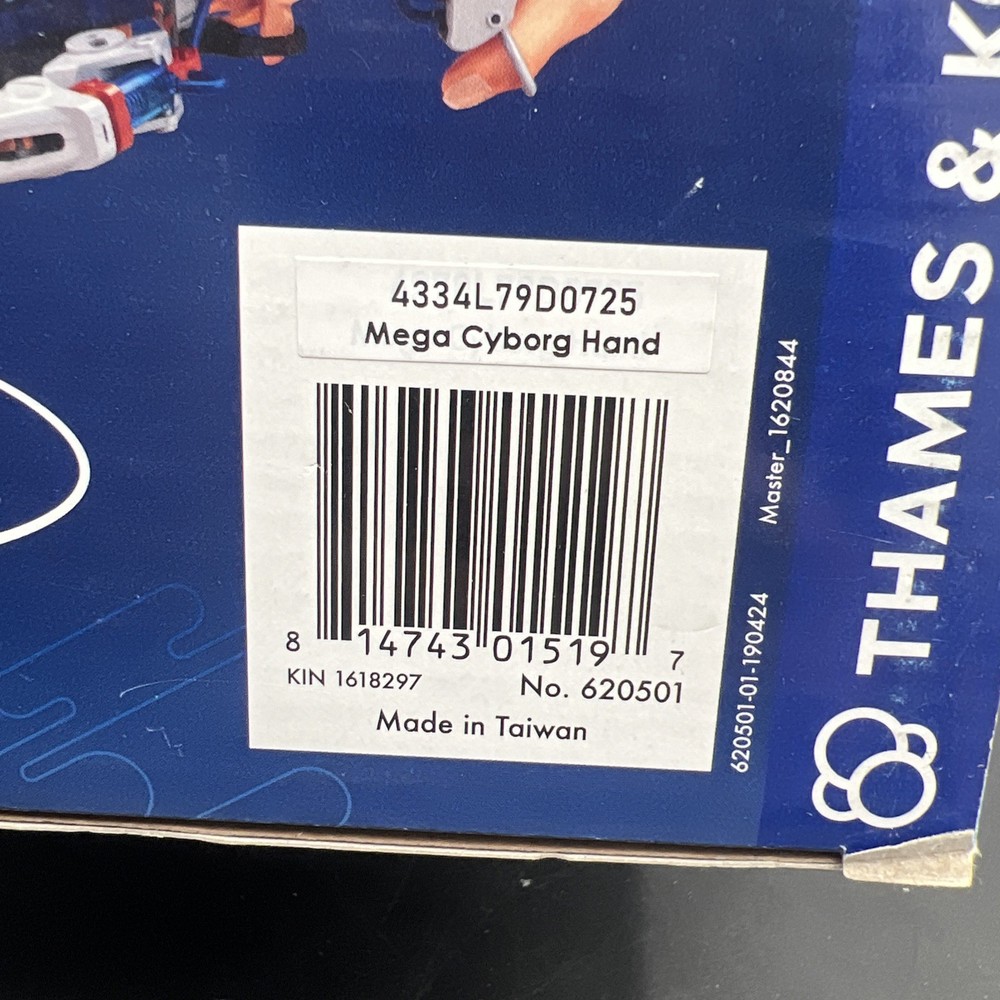 4334L79D0725
Mega Cyborg Hand
8 14743 01519 7
KIN 1618297
No. 620501
Made in Taiwan
Master_1620844
620501-01-190424
THAMES & K